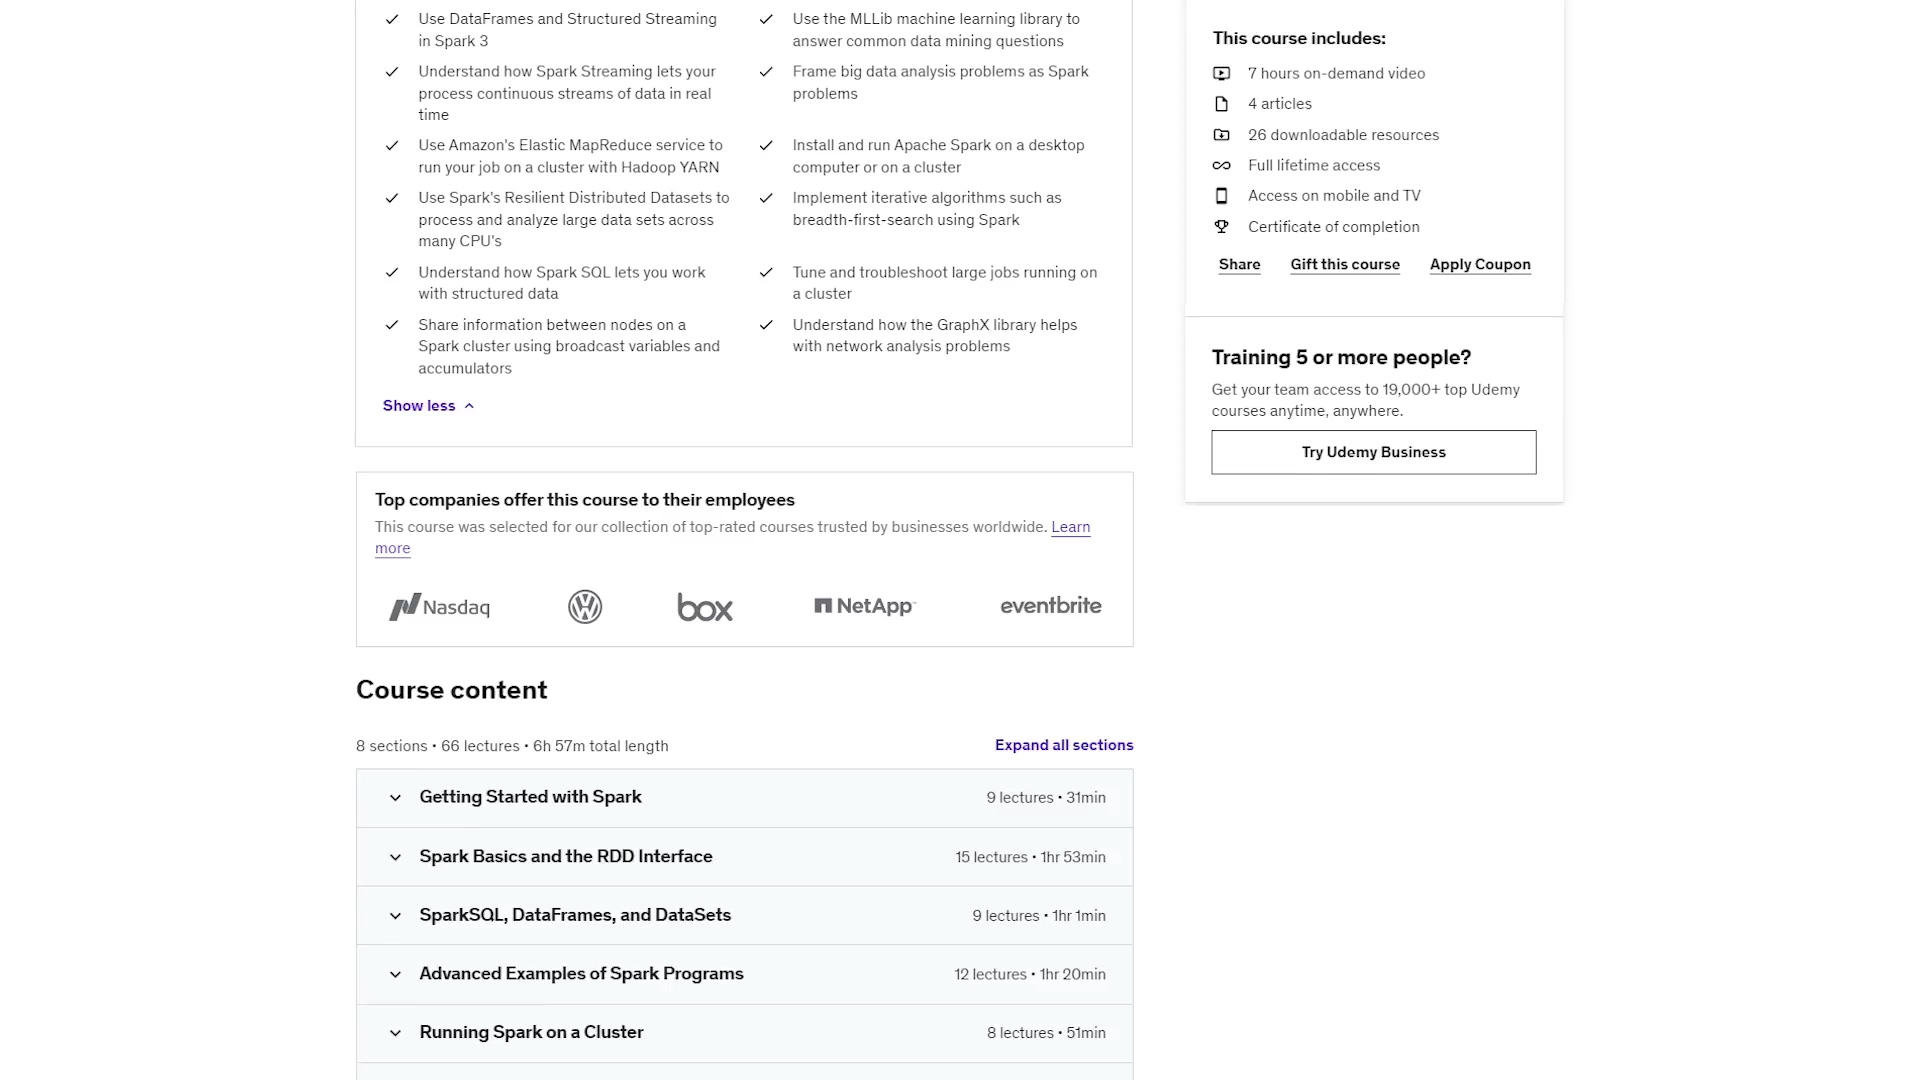 Use DataFrames and Structured Streaming
in Spark 3
Understand how Spark Streaming lets your
process continuous streams of data in real
time
Use Amazon's Elastic MapReduce service to
run your job on a cluster with Hadoop YARN
Use Spark's Resilient Distributed Datasets to
process and analyze large data sets across
many CPU's
Understand how Spark SQL lets you work
with structured data
Share information between nodes on a
Spark cluster using broadcast variables and
accumulators
Use the MLLib machine learning library to
answer common data mining questions
Frame big data analysis problems as Spark
problems
Install and run Apache Spark on a desktop
computer or on a cluster
Implement iterative algorithms such as
breadth-first-search using Spark
Tune and troubleshoot large jobs running on
a cluster
Understand how the GraphX library helps
with network analysis problems
Show less
Top companies offer this course to their employees
This course was selected for our collection of top-rated courses trusted by businesses worldwide. Learn
more
Nasdaq
box
NetApp
eventbrite
Course content
8 sections • 66 lectures • 6h 57m total length
Expand all sections
Getting Started with Spark
9 lectures • 31min
Spark Basics and the RDD Interface
15 lectures • 1hr 53min
SparkSQL, DataFrames, and DataSets
9 lectures • 1hr 1min
Advanced Examples of Spark Programs
12 lectures • 1hr 20min
Running Spark on a Cluster
8 lectures • 51min
This course includes:
7 hours on-demand video
4 articles
26 downloadable resources
Full lifetime access
Access on mobile and TV
Certificate of completion
Share
Gift this course
Apply Coupon
Training 5 or more people?
Get your team access to 19,000+ top Udemy
courses anytime, anywhere.
Try Udemy Business